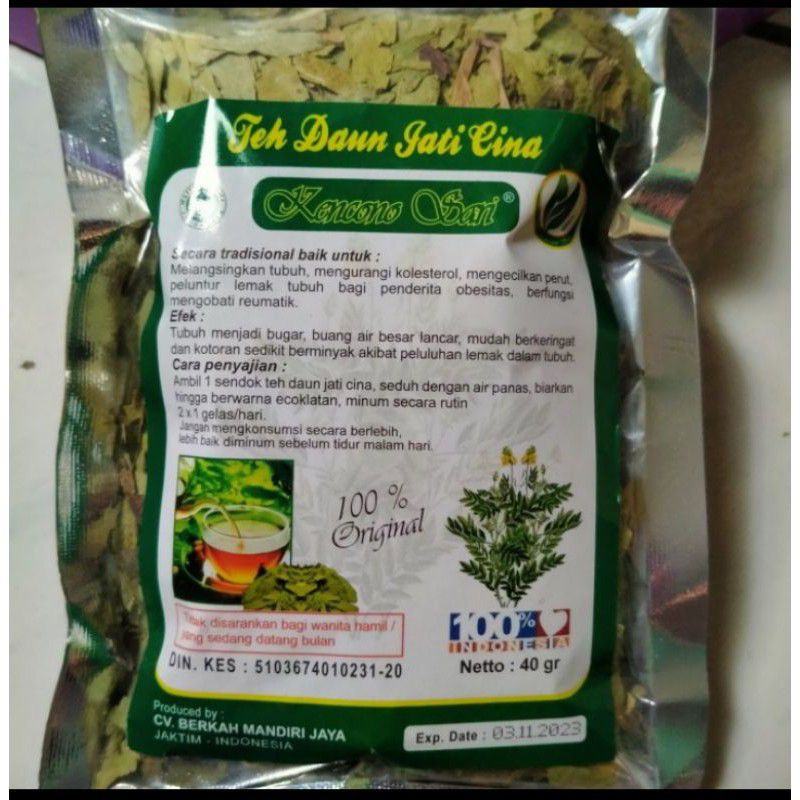 Teh Daun Jati Cina
Kencono Sari ®
Secara tradisional baik untuk :
Melangsingkan tubuh, mengurangi kolesterol, mengecilkan perut,
peluntur lemak tubuh bagi penderita obesitas, berfungsi
mengobati reumatik.
Efek :
Tubuh menjadi bugar, buang air besar lancar, mudah berkeringat
dan kotoran sedikit berminyak akibat peluluhan lemak dalam tubuh.
Cara penyajian :
Ambil 1 sendok teh daun jati cina, seduh dengan air panas, biarkan
hingga berwarna ecoklatan, minum secara rutin
2 x 1 gelas/hari.
Jangan mengkonsumsi secara berlebih,
lebih baik diminum sebelum tidur malam hari.
100 %
Original
Tidak disarankan bagi wanita hamil /
yang sedang datang bulan
100%
INDONESIA
DIN. KES : 5103674010231-20
Netto : 40 gr
Produced by :
CV. BERKAH MANDIRI JAYA
JAKTIM - INDONESIA
Exp. Date : 03.11.2023